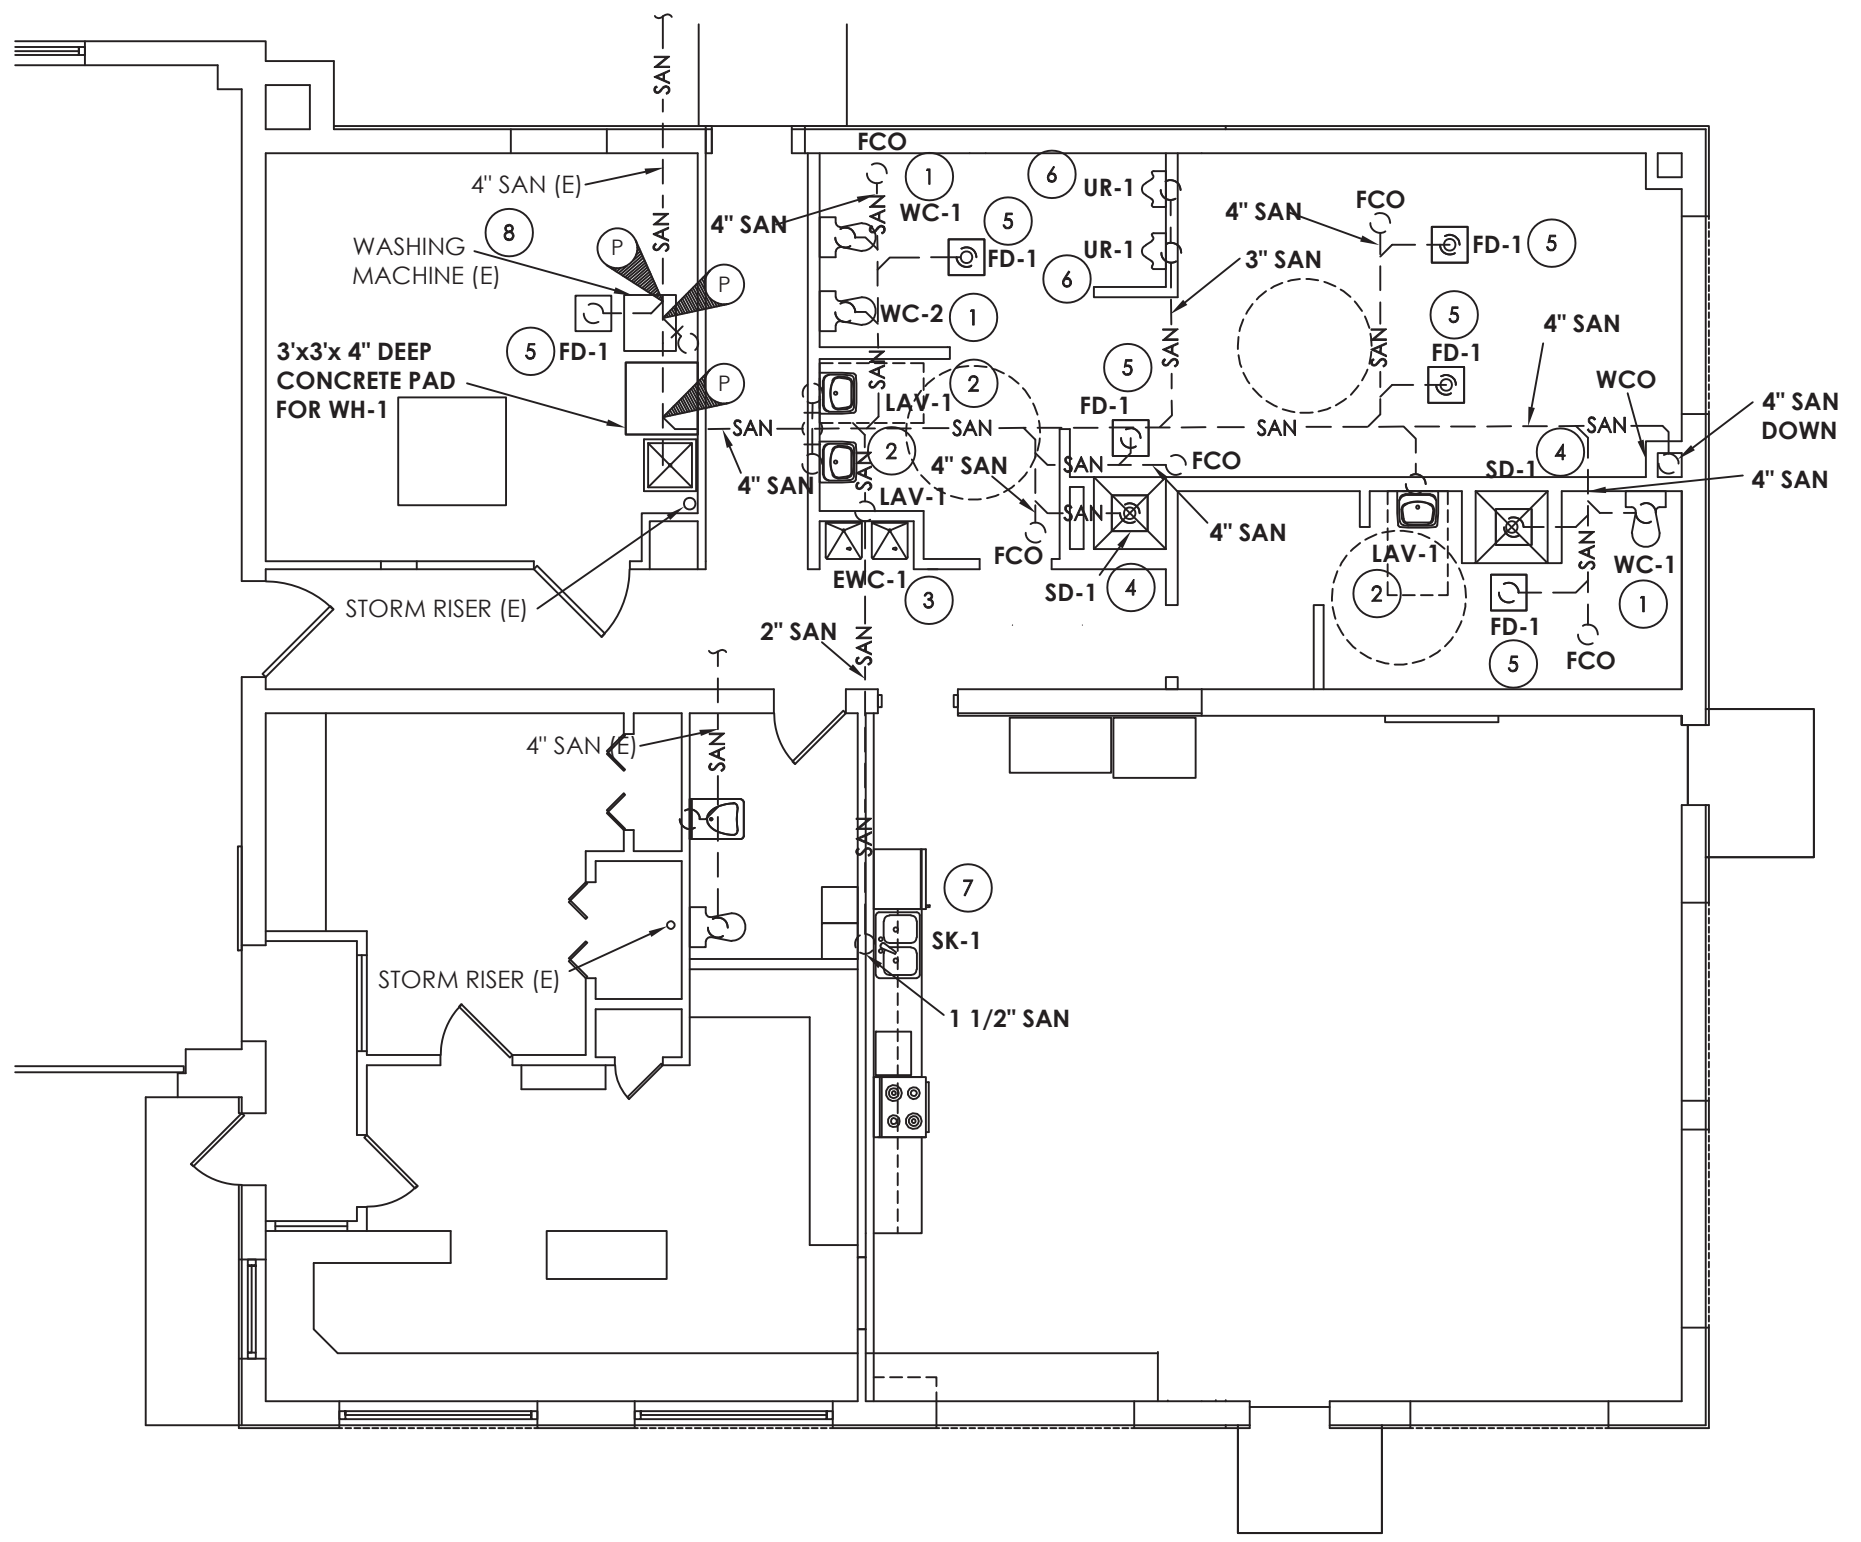 SAN
FCO
4" SAN (E)
1
6
UR-1
8
4" SAN
SAN
SAN
WC-1
5
4" SAN
FCO
WASHING
MACHINE (E)
P
UR-1
FD-1
3" SAN
FD-1
5
P
6
5
FD-1
WC-2
1
5
4" SAN
3'x3'x 4" DEEP
CONCRETE PAD
FOR WH-1
SAN
SAN
SAN
FD-1
5
P
2
WCO
LAV-1
FD-1
4" SAN
DOWN
SAN
SAN
SAN
SAN
2
4" SAN
SAN
FCO
4
SD-1
4" SAN
SAN
4" SAN
LAV-1
SAN
4" SAN
FCO
LAV-1
SAN
WC-1
EWC-1
3
SD-1
4
2
1
STORM RISER (E)
FD-1
2" SAN
SAN
5
FCO
4" SAN (E)
SAN
SAN
7
SK-1
STORM RISER (E)
1 1/2" SAN